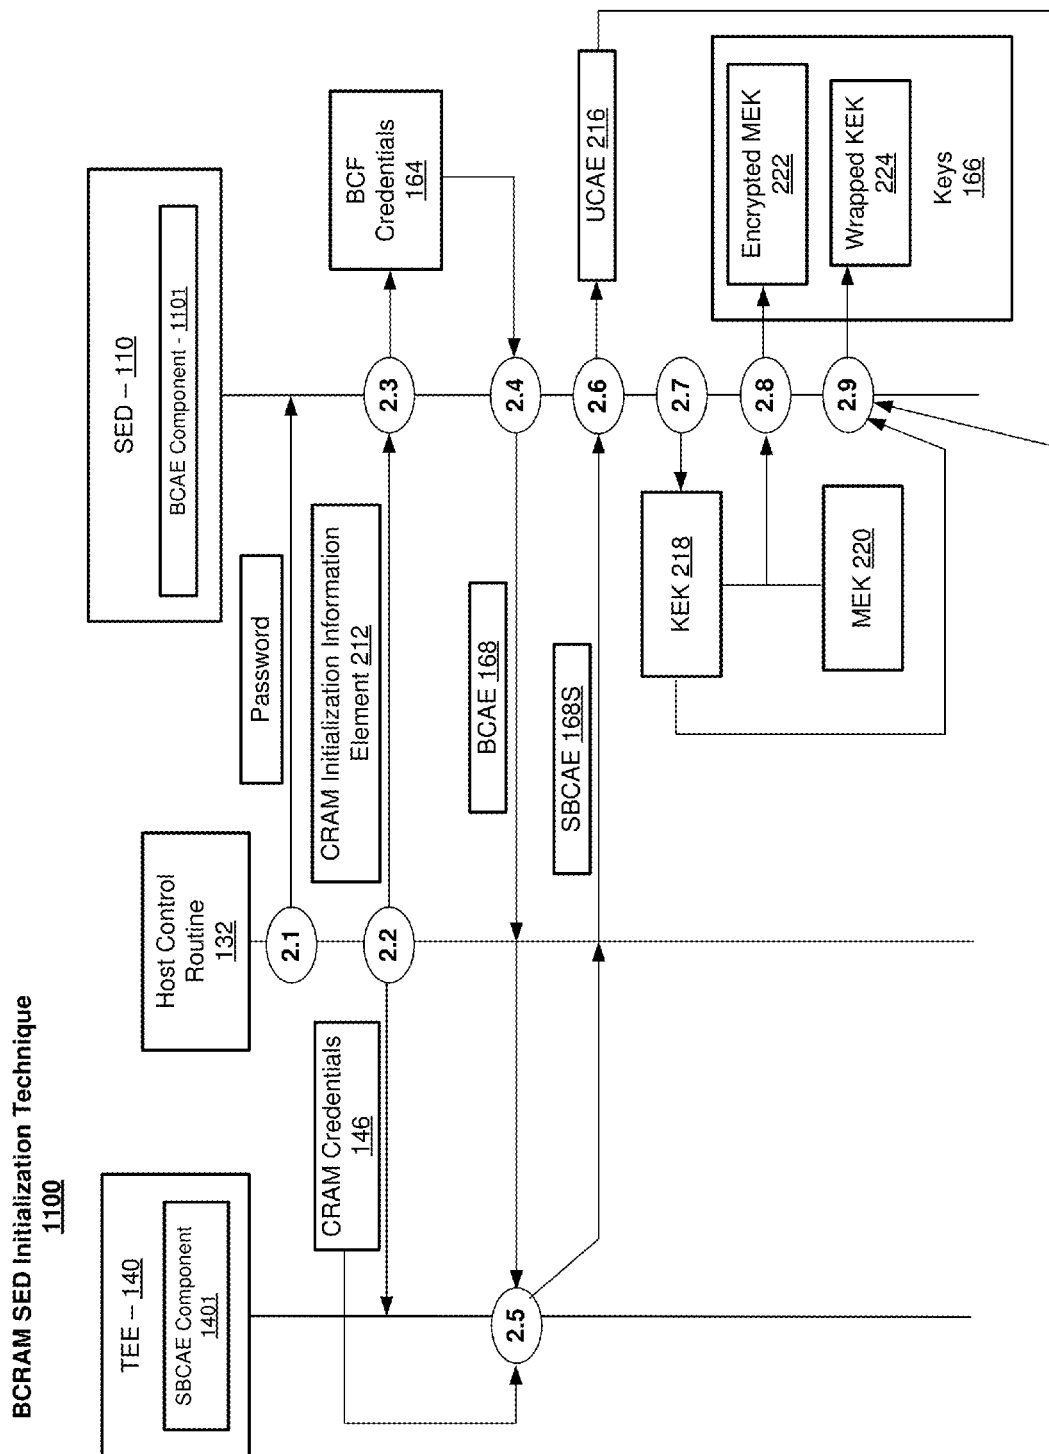 BCRAM SED Initialization Technique
1100
TEE – 140
SBCAE Component
1401
Host Control
Routine
132
SED – 110
BCAE Component - 1101
2.1
Password
2.2
CRAM Credentials
146
CRAM Initialization Information
Element 212
2.3
BCF
Credentials
164
2.4
BCAE 168
2.5
SBCAE 168S
2.6
UCAE 216
2.7
KEK 218
MEK 220
2.8
Encrypted MEK
222
2.9
Wrapped KEK
224
Keys
166